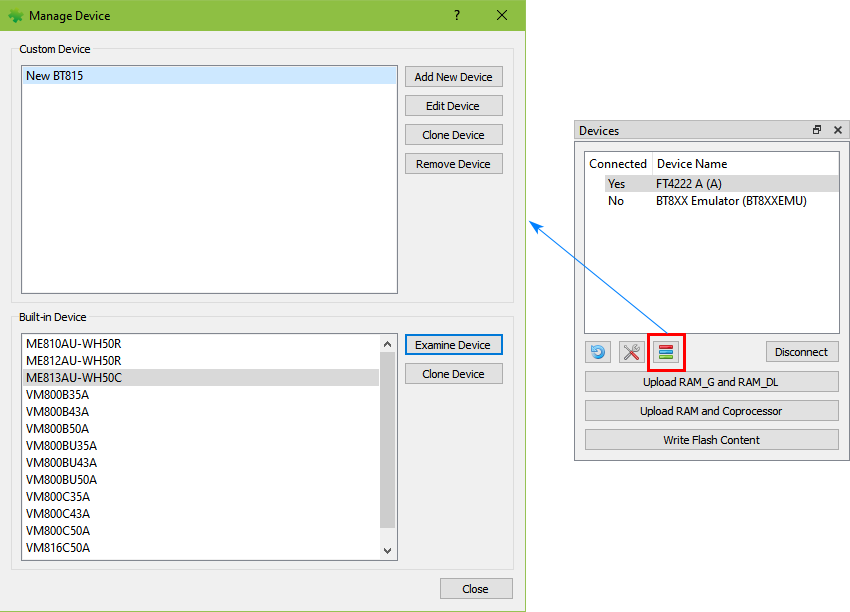 Manage Device
?
Custom Device
New BT815
Add New Device
Edit Device
Clone Device
Remove Device
Built-in Device
ME810AU-WH50R
ME812AU-WH50R
ME813AU-WH50C
VM800B35A
VM800B43A
VM800B50A
VM800BU35A
VM800BU43A
VM800BU50A
VM800C35A
VM800C43A
VM800C50A
VM816C50A
Examine Device
Clone Device
Close
Devices
Connected Device Name
Yes FT4222 A (A)
No BT8XX Emulator (BT8XXEMU)
Disconnect
Upload RAM_G and RAM_DL
Upload RAM and Coprocessor
Write Flash Content